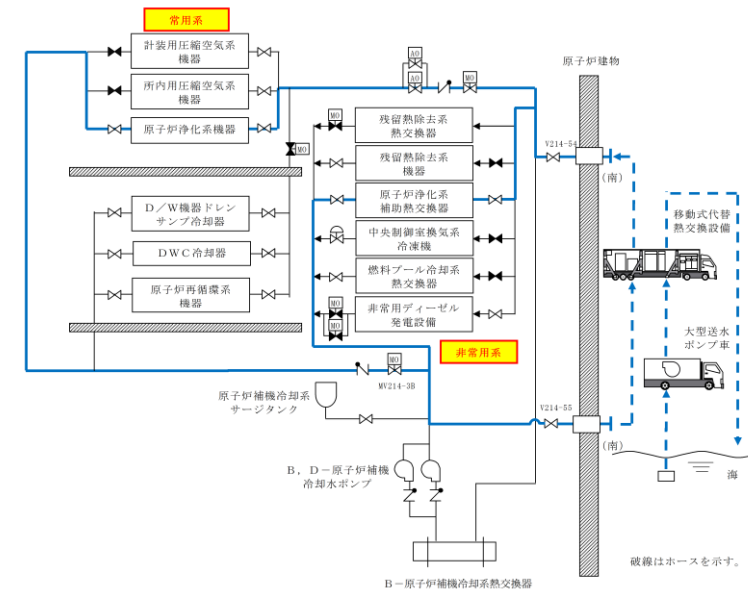 常用系
計装用圧縮空気系
機器
所内用圧縮空気系
機器
原子炉浄化系機器
MO
D/W機器ドレン
サンプ冷却器
DWC冷却器
原子炉再循環系
機器
AO
AO
MO
MO
残留熱除去系
熱交換器
残留熱除去系
機器
原子炉浄化系
補助熱交換器
中央制御室換気系
冷凍機
燃料プール冷却系
熱交換器
MO
MO
非常用ディーゼル
発電設備
非常用系
MO
MV214-3B
原子炉補機冷却系
サージタンク
B,D-原子炉補機
冷却水ポンプ
B-原子炉補機冷却系熱交換器
原子炉建物
V214-54
(南)
移動式代替
熱交換設備
大型送水
ポンプ車
V214-55
(南)
海
破線はホースを示す。